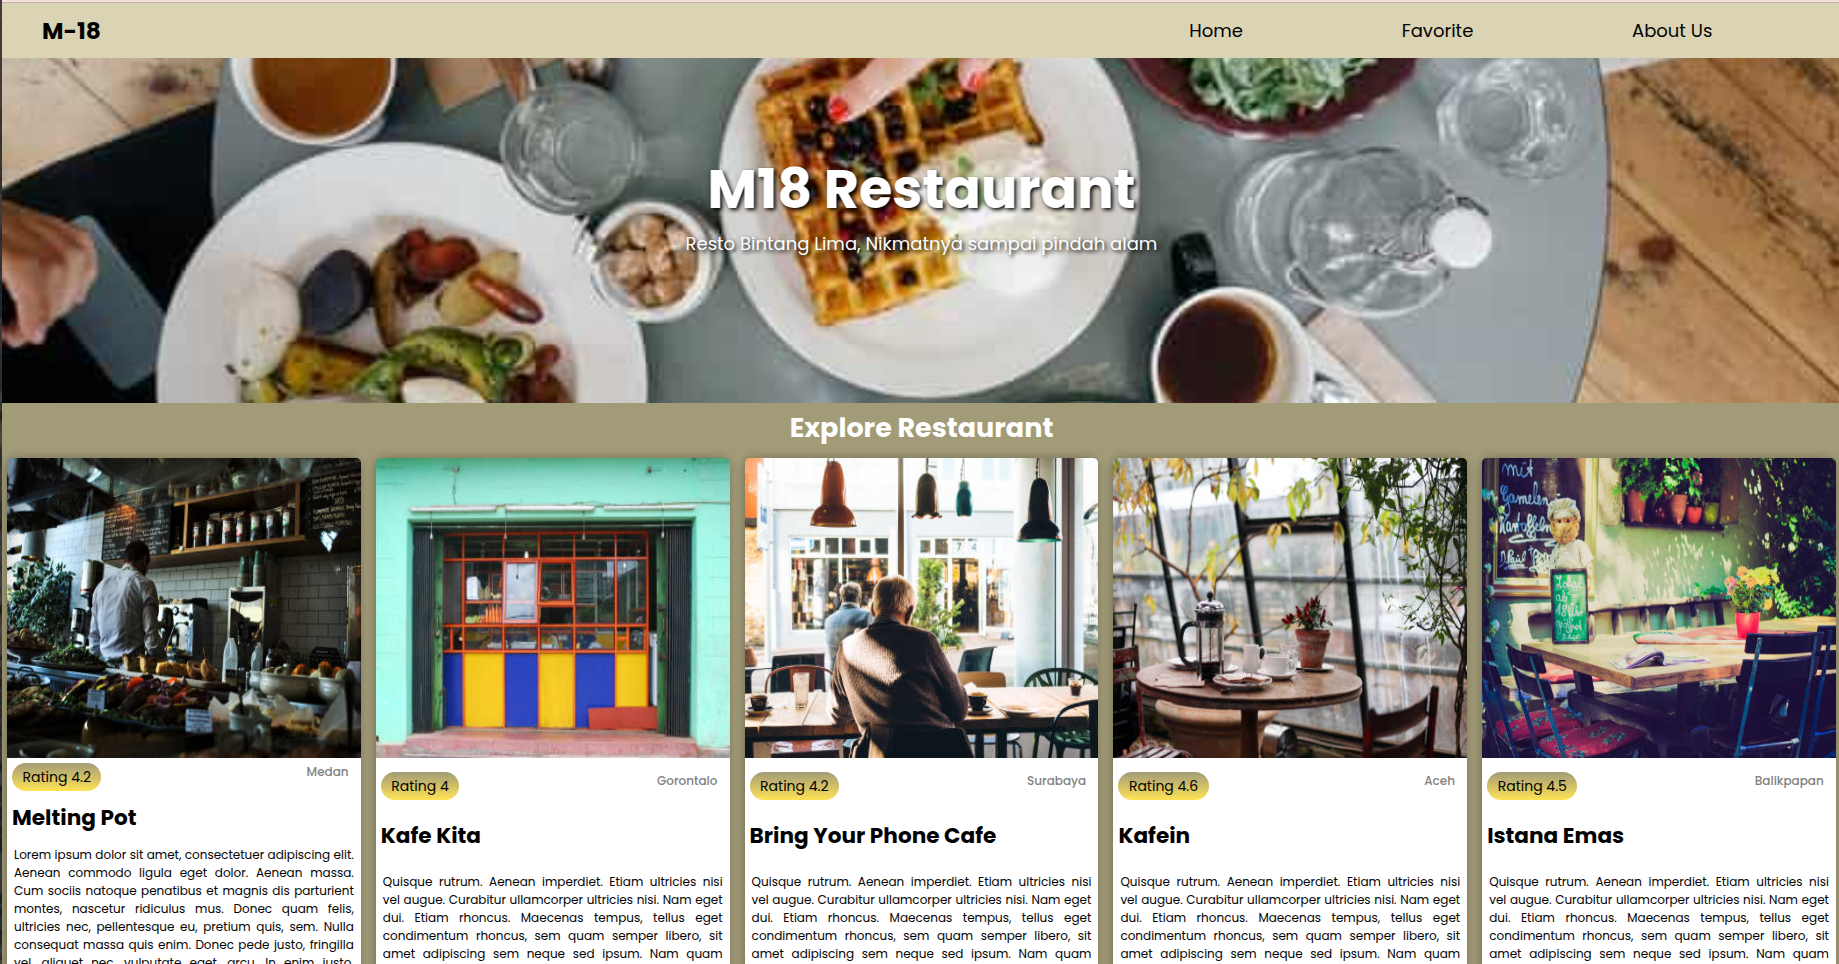 M-18
Home
Favorite
About Us
M18 Restaurant
Resto Bintang Lima, Nikmatnya sampai pindah alam
Explore Restaurant
mit
Rating 4.2
Medan
Melting Pot
Lorem ipsum dolor sit amet, consectetuer adipiscing elit.
Aenean commodo ligula eget dolor. Aenean massa.
Cum sociis natoque penatibus et magnis dis parturient
montes, nascetur ridiculus mus. Donec quam felis,
ultricies nec, pellentesque eu, pretium quis, sem. Nulla
consequat massa quis enim. Donec pede justo, fringilla
vel, aliquet nec, vulputate eget, arcu. In enim justo,
Rating 4
Gorontalo
Kafe Kita
Quisque rutrum. Aenean imperdiet. Etiam ultricies nisi
vel augue. Curabitur ullamcorper ultricies nisi. Nam eget
dui. Etiam rhoncus. Maecenas tempus, tellus eget
condimentum rhoncus, sem quam semper libero, sit
amet adipiscing sem neque sed ipsum. Nam quam
Rating 4.2
Surabaya
Bring Your Phone Cafe
Quisque rutrum. Aenean imperdiet. Etiam ultricies nisi
vel augue. Curabitur ullamcorper ultricies nisi. Nam eget
dui. Etiam rhoncus. Maecenas tempus, tellus eget
condimentum rhoncus, sem quam semper libero, sit
amet adipiscing sem neque sed ipsum. Nam quam
Rating 4.6
Aceh
Kafein
Quisque rutrum. Aenean imperdiet. Etiam ultricies nisi
vel augue. Curabitur ullamcorper ultricies nisi. Nam eget
dui. Etiam rhoncus. Maecenas tempus, tellus eget
condimentum rhoncus, sem quam semper libero, sit
amet adipiscing sem neque sed ipsum. Nam quam
Rating 4.5
Balikpapan
Istana Emas
Quisque rutrum. Aenean imperdiet. Etiam ultricies nisi
vel augue. Curabitur ullamcorper ultricies nisi. Nam eget
dui. Etiam rhoncus. Maecenas tempus, tellus eget
condimentum rhoncus, sem quam semper libero, sit
amet adipiscing sem neque sed ipsum. Nam quam